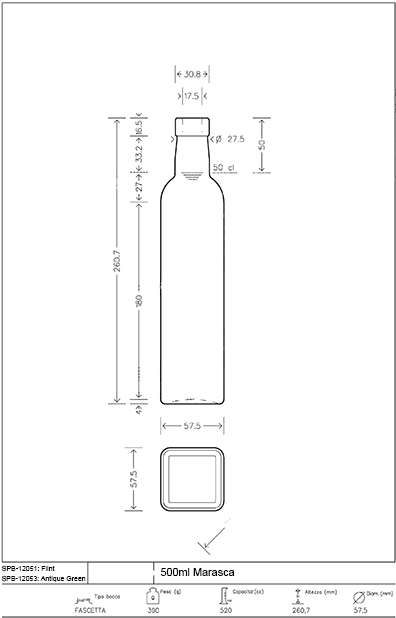 30.8
17.5
16.5
Ø 27.5
33.2
50
50 cl
27
260.7
180
4
57.5
57.5
SPB-12051: Flint
SPB-12053: Antique Green
500ml Marasca
Tipo bocca
Peso (g)
Capacita'(cc)
Altezza (mm)
Diam. (mm)
FASCETTA
390
520
260,7
57,5